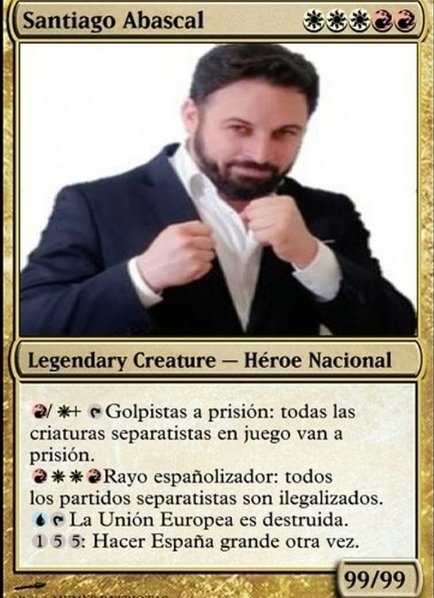 Santiago Abascal
Legendary Creature — Héroe Nacional
/ + Golpistas a prisión: todas las
criaturas separatistas en juego van a
prisión.
Rayo españolizador: todos
los partidos separatistas son ilegalizados.
La Unión Europea es destruida.
1 5 5: Hacer España grande otra vez.
99/99